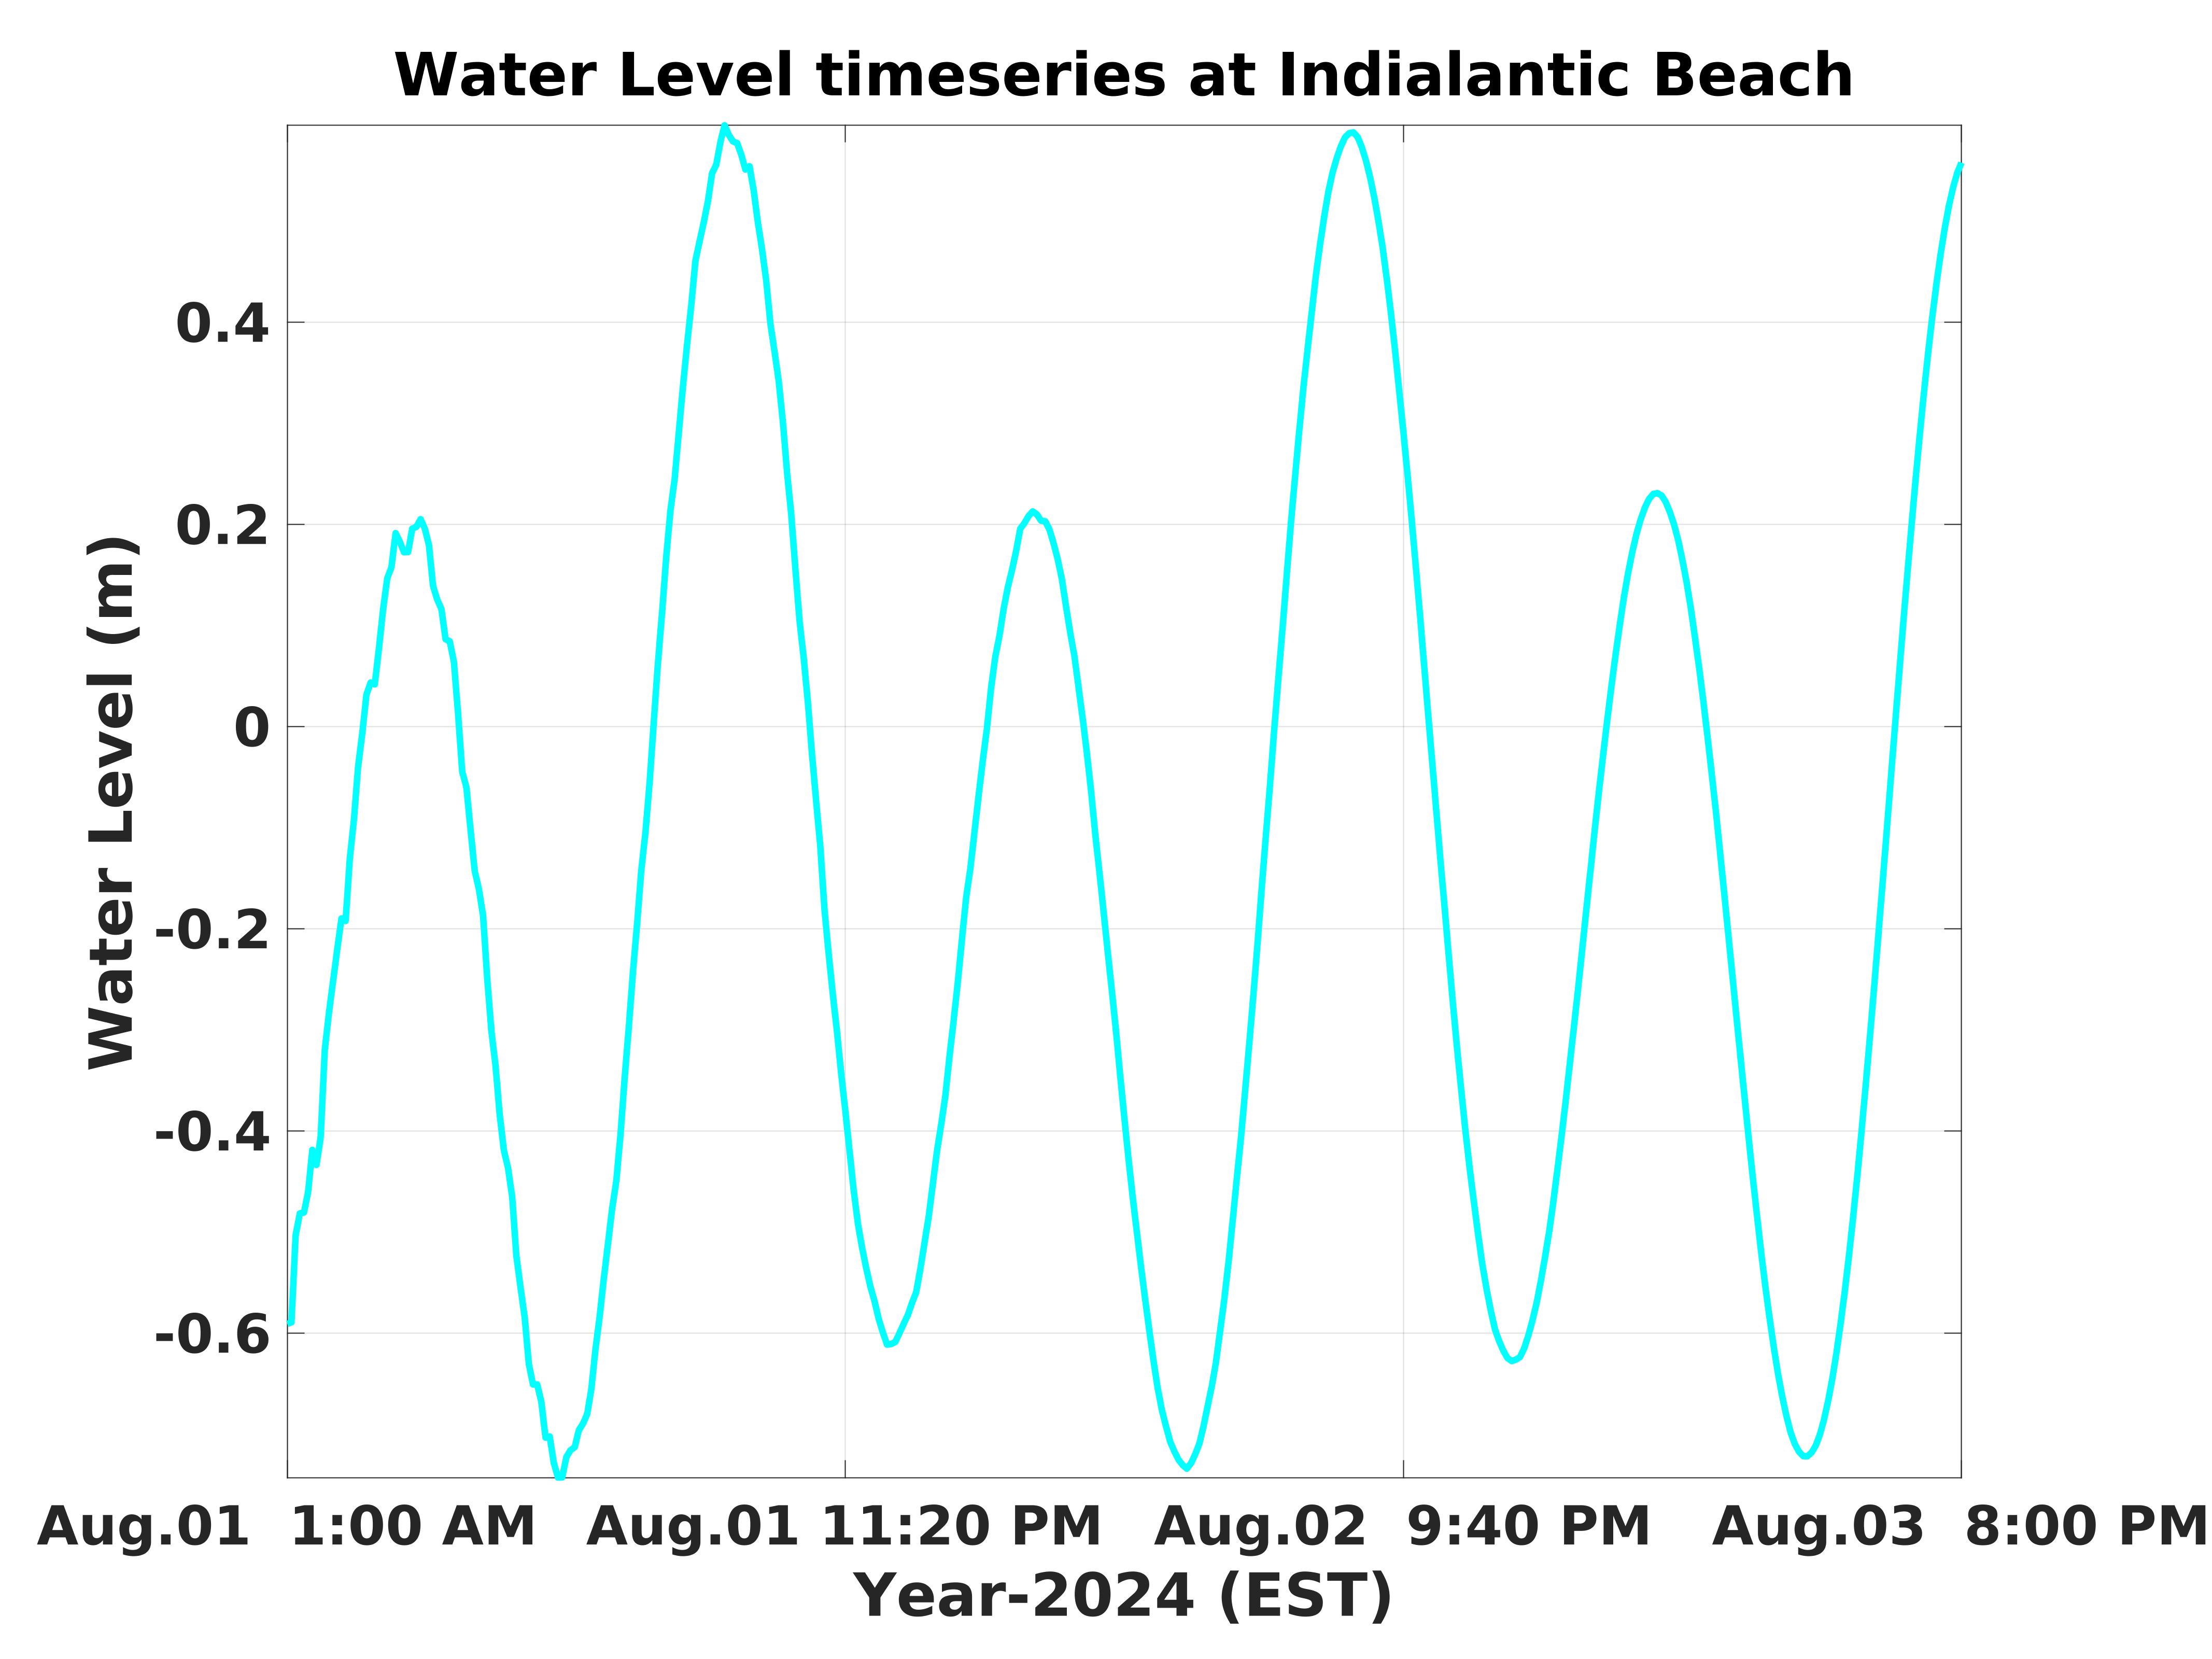 Water Level timeseries at Indialantic Beach
Water Level (m)
0.4
0.2
0
-0.2
-0.4
-0.6
Aug.01  1:00 AM
Aug.01 11:20 PM
Aug.02  9:40 PM
Aug.03  8:00 PM
Year-2024 (EST)